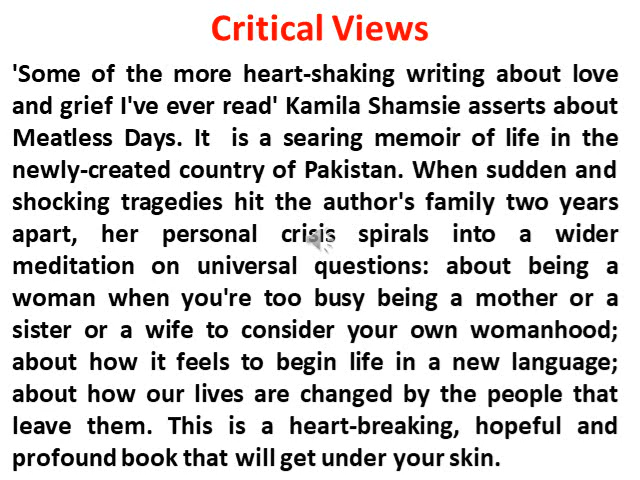 Critical Views
'Some of the more heart-shaking writing about love
and grief I've ever read' Kamila Shamsie asserts about
Meatless Days. It is a searing memoir of life in the
newly-created country of Pakistan. When sudden and
shocking tragedies hit the author's family two years
apart, her personal crisis spirals into a wider
meditation on universal questions: about being a
woman when you're too busy being a mother or a
sister or a wife to consider your own womanhood;
about how it feels to begin life in a new language;
about how our lives are changed by the people that
leave them. This is a heart-breaking, hopeful and
profound book that will get under your skin.